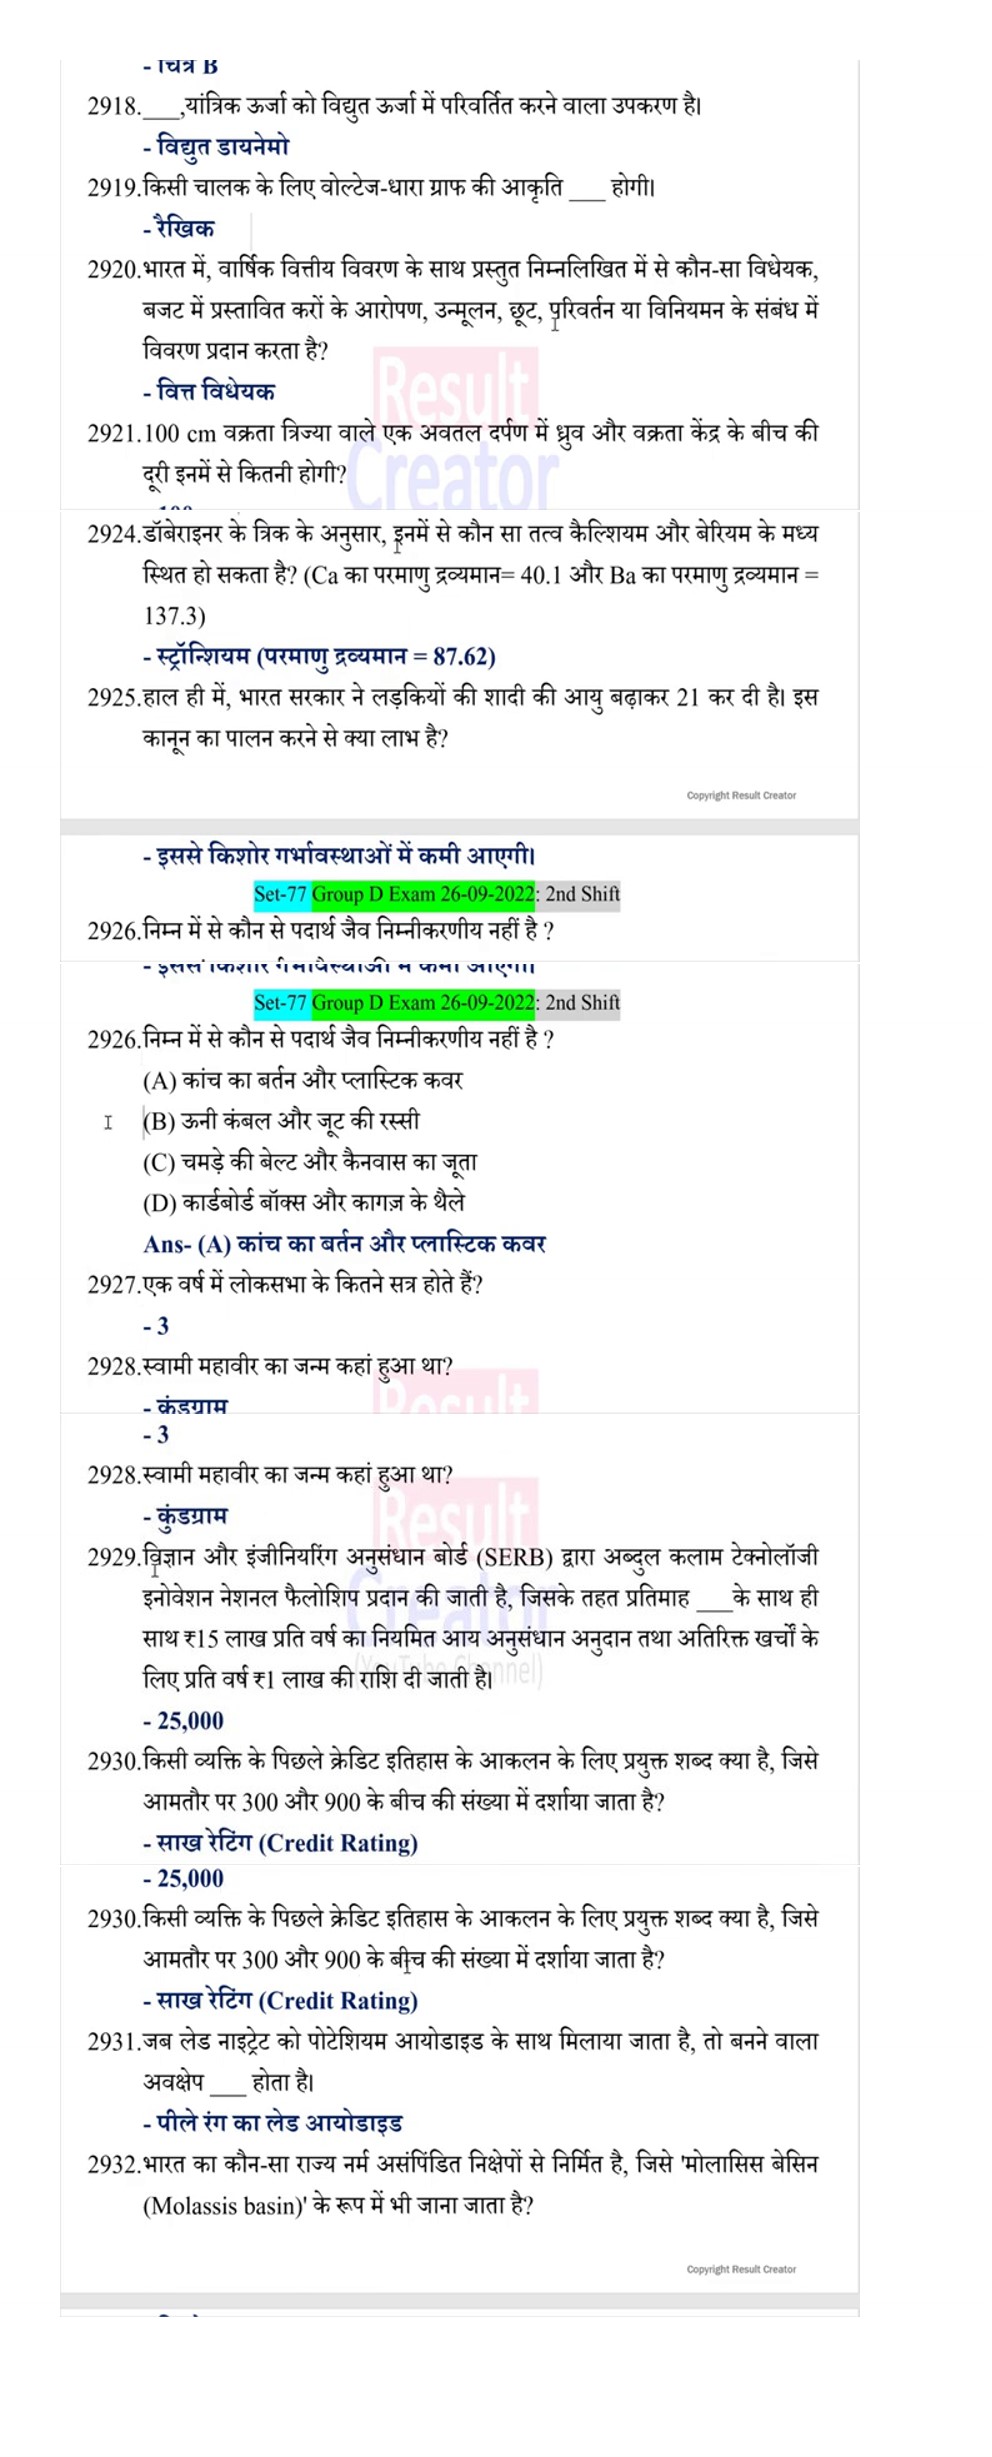 - चित्र B
2918.___,यांत्रिक ऊर्जा को विद्युत ऊर्जा में परिवर्तित करने वाला उपकरण है।
- विद्युत डायनेमो
2919.किसी चालक के लिए वोल्टेज-धारा ग्राफ की आकृति ___ होगी।
- रैखिक
2920.भारत में, वार्षिक वित्तीय विवरण के साथ प्रस्तुत निम्नलिखित में से कौन-सा विधेयक,
बजट में प्रस्तावित करों के आरोपण, उन्मूलन, छूट, परिवर्तन या विनियमन के संबंध में
विवरण प्रदान करता है?
- वित्त विधेयक
Result
Creator
2921.100 cm वक्रता त्रिज्या वाले एक अवतल दर्पण में ध्रुव और वक्रता केंद्र के बीच की
दूरी इनमें से कितनी होगी?
2924.डॉबेराइनर के त्रिक के अनुसार, इनमें से कौन सा तत्व कैल्शियम और बेरियम के मध्य
स्थित हो सकता है? (Ca का परमाणु द्रव्यमान= 40.1 और Ba का परमाणु द्रव्यमान =
137.3)
- स्ट्रॉन्शियम (परमाणु द्रव्यमान = 87.62)
2925.हाल ही में, भारत सरकार ने लड़कियों की शादी की आयु बढ़ाकर 21 कर दी है। इस
कानून का पालन करने से क्या लाभ है?
Copyright Result Creator
- इससे किशोर गर्भावस्थाओं में कमी आएगी।
Set-77 Group D Exam 26-09-2022: 2nd Shift
2926.निम्न में से कौन से पदार्थ जैव निम्नीकरणीय नहीं है ?
- इससे किशोर गर्भावस्थाओं में कमी आएगी।
Set-77 Group D Exam 26-09-2022: 2nd Shift
2926.निम्न में से कौन से पदार्थ जैव निम्नीकरणीय नहीं है ?
(A) कांच का बर्तन और प्लास्टिक कवर
(B) ऊनी कंबल और जूट की रस्सी
(C) चमड़े की बेल्ट और कैनवास का जूता
(D) कार्डबोर्ड बॉक्स और कागज़ के थैले
Ans- (A) कांच का बर्तन और प्लास्टिक कवर
2927.एक वर्ष में लोकसभा के कितने सत्र होते हैं?
- 3
2928.स्वामी महावीर का जन्म कहां हुआ था?
- कुंडग्राम
Result
- 3
2928.स्वामी महावीर का जन्म कहां हुआ था?
- कुंडग्राम
Result
Creator
(YouTube Channel)
2929.विज्ञान और इंजीनियरिंग अनुसंधान बोर्ड (SERB) द्वारा अब्दुल कलाम टेक्नोलॉजी
इनोवेशन नेशनल फैलोशिप प्रदान की जाती है, जिसके तहत प्रतिमाह ___के साथ ही
साथ ₹15 लाख प्रति वर्ष का नियमित आय अनुसंधान अनुदान तथा अतिरिक्त खर्चों के
लिए प्रति वर्ष ₹1 लाख की राशि दी जाती है।
- 25,000
2930.किसी व्यक्ति के पिछले क्रेडिट इतिहास के आकलन के लिए प्रयुक्त शब्द क्या है, जिसे
आमतौर पर 300 और 900 के बीच की संख्या में दर्शाया जाता है?
- साख रेटिंग (Credit Rating)
- 25,000
2930.किसी व्यक्ति के पिछले क्रेडिट इतिहास के आकलन के लिए प्रयुक्त शब्द क्या है, जिसे
आमतौर पर 300 और 900 के बीच की संख्या में दर्शाया जाता है?
- साख रेटिंग (Credit Rating)
2931.जब लेड नाइट्रेट को पोटेशियम आयोडाइड के साथ मिलाया जाता है, तो बनने वाला
अवक्षेप ___ होता है।
- पीले रंग का लेड आयोडाइड
2932.भारत का कौन-सा राज्य नर्म असंपिंडित निक्षेपों से निर्मित है, जिसे 'मोलासिस बेसिन
(Molassis basin)' के रूप में भी जाना जाता है?
Copyright Result Creator